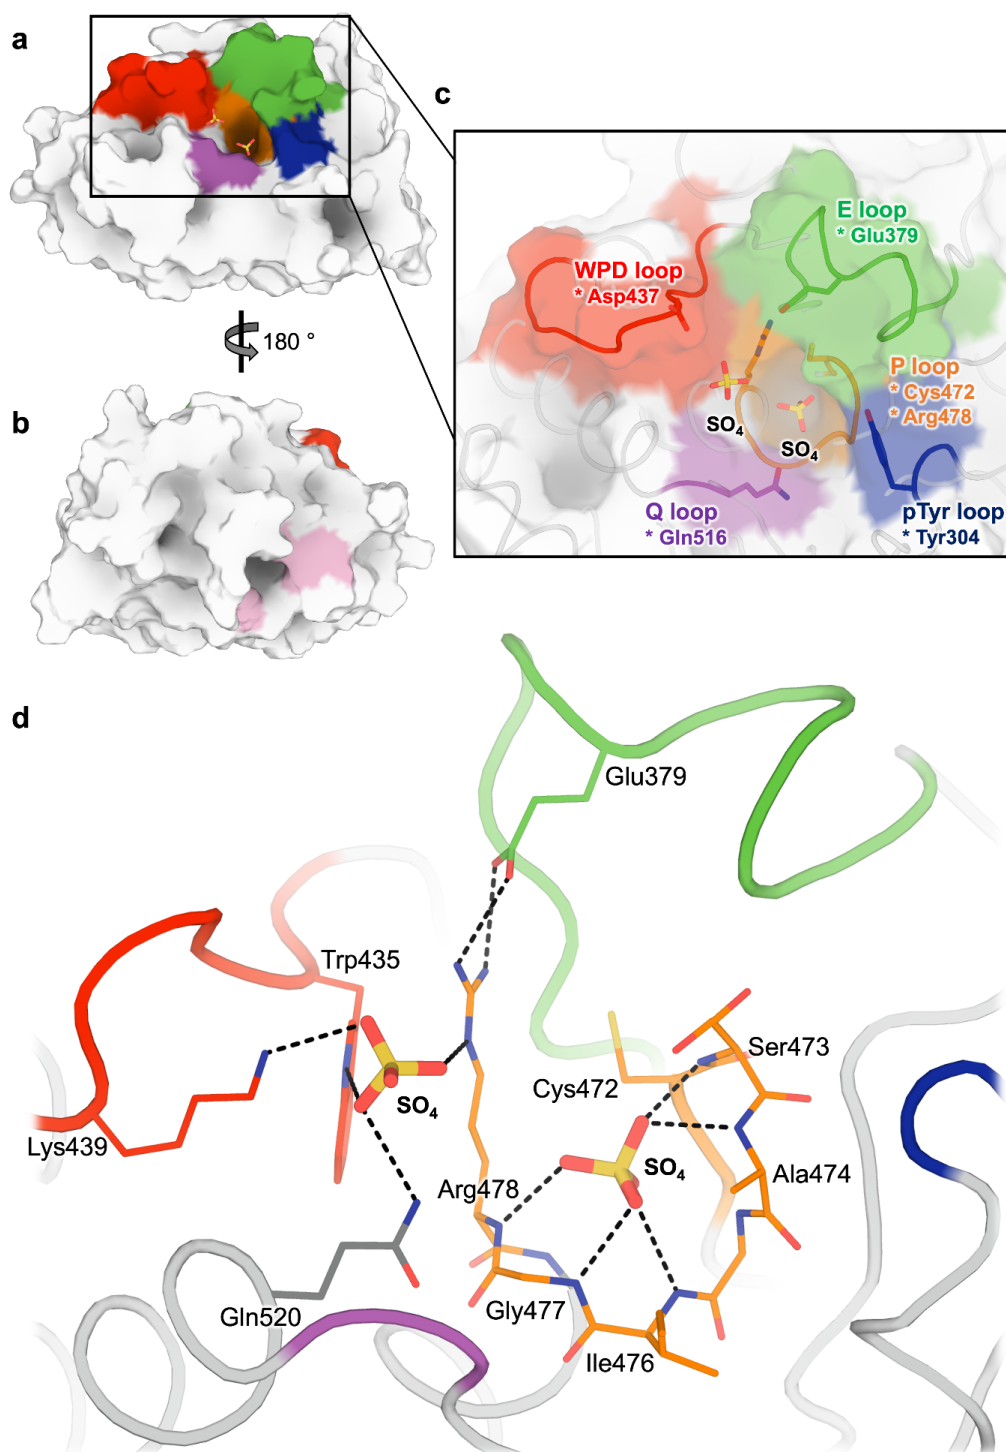 a
180 °
b
c
E loop
* Glu379
WPD loop
* Asp437
P loop
* Cys472
* Arg478
SO₄
SO₄
Q loop
* Gln516
pTyr loop
* Tyr304
d
Glu379
Trp435
Ser473
Cys472
SO₄
Lys439
SO₄
Ala474
Arg478
Gly477
Gln520
Ile476